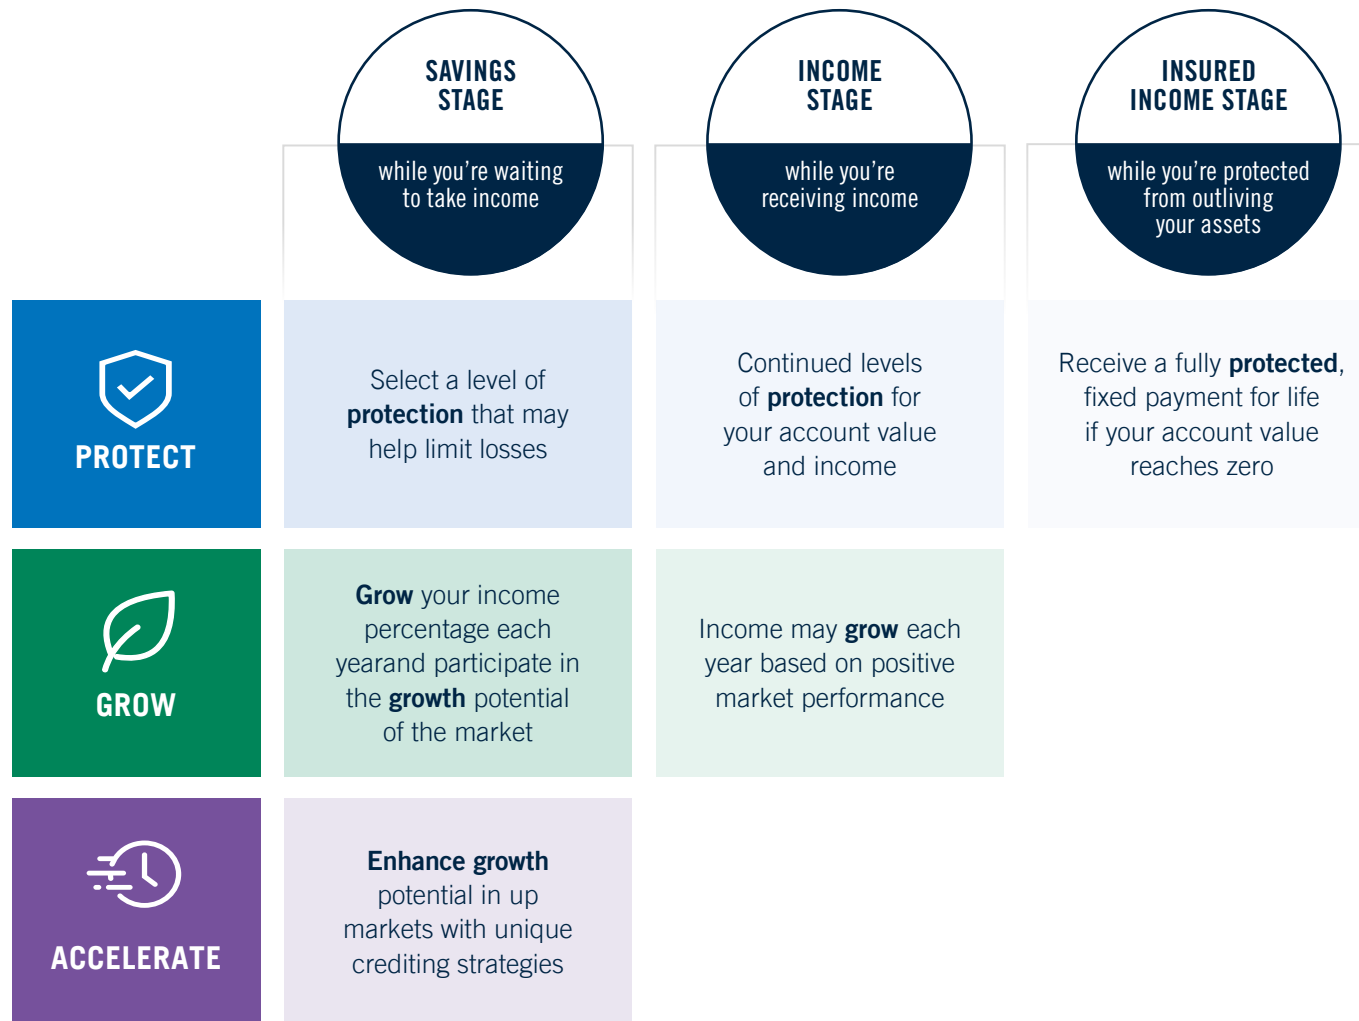 SAVINGS
STAGE
while you're waiting
to take income
INCOME
STAGE
while you're
receiving income
INSURED
INCOME STAGE
while you're protected
from outliving
your assets
PROTECT
Select a level of
protection that may
help limit losses
Continued levels
of protection for
your account value
and income
Receive a fully protected,
fixed payment for life
if your account value
reaches zero
GROW
Grow your income
percentage each
yearand participate in
the growth potential
of the market
Income may grow each
year based on positive
market performance
ACCELERATE
Enhance growth
potential in up
markets with unique
crediting strategies